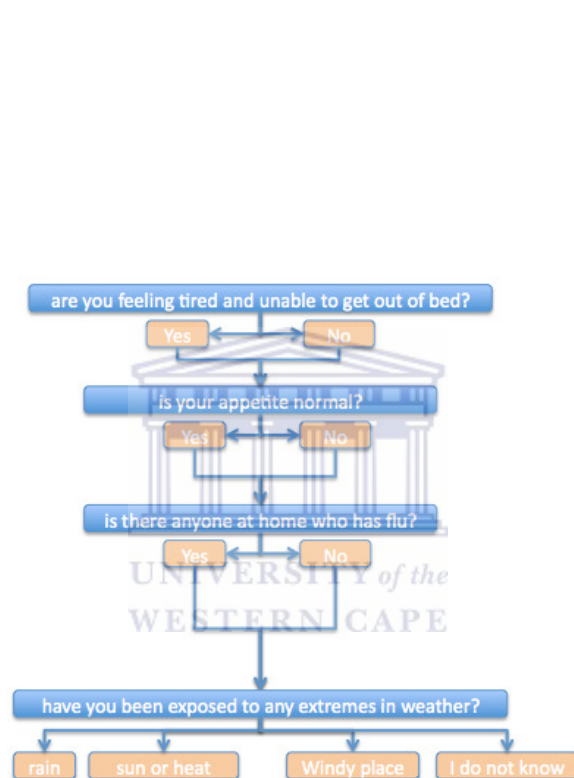 are you feeling tired and unable to get out of bed?
Yes No
is your appetite normal?
Yes No
is there anyone at home who has flu?
Yes No
UNIVERSITY of the
WESTERN CAPE
have you been exposed to any extremes in weather?
rain sun or heat Windy place I do not know